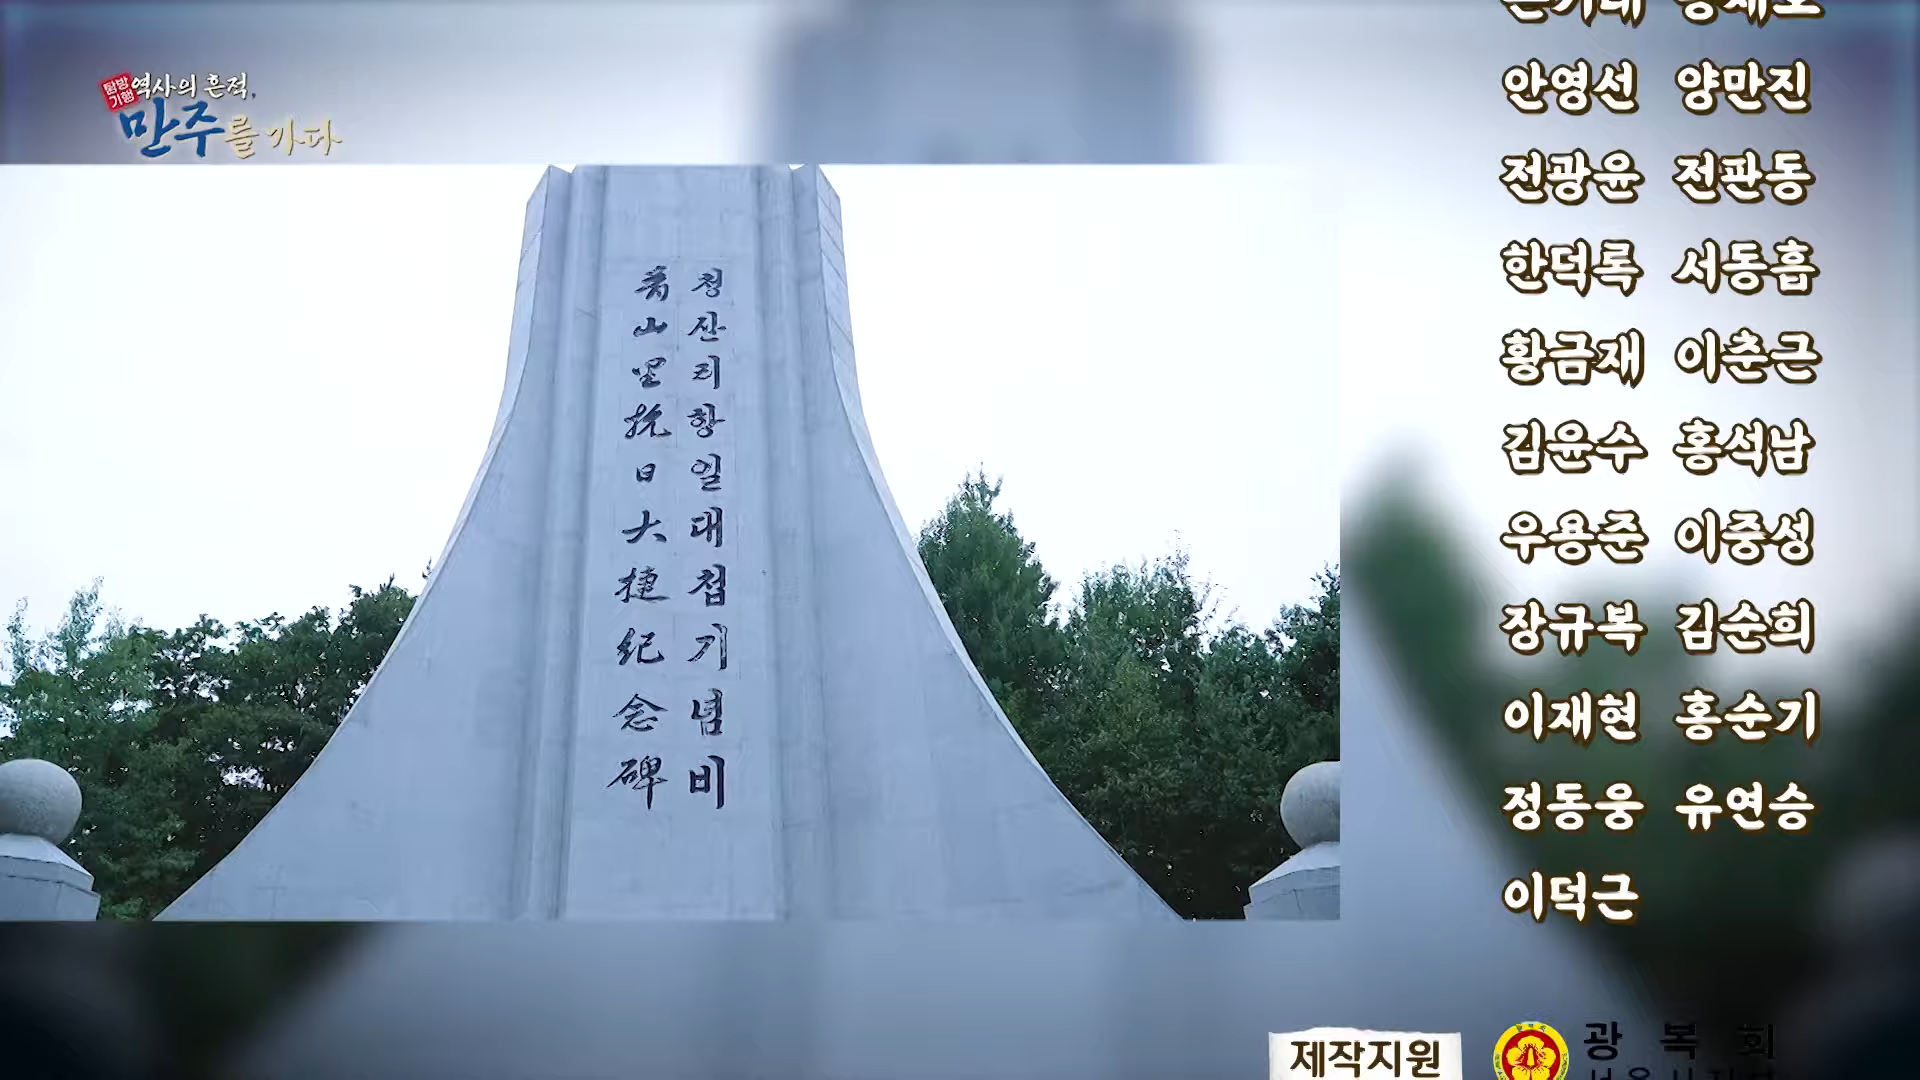 탐방
기행
역사의 흔적,
만주를 가다
청산리항일대첩기념비
青山里抗日大捷纪念碑
안영선 양만진
전광윤 전판동
한덕록 서동흡
황금재 이춘근
김윤수 홍석남
우용준 이중성
장규복 김순희
이재현 홍순기
정동웅 유연승
이덕근
제작지원
광복회